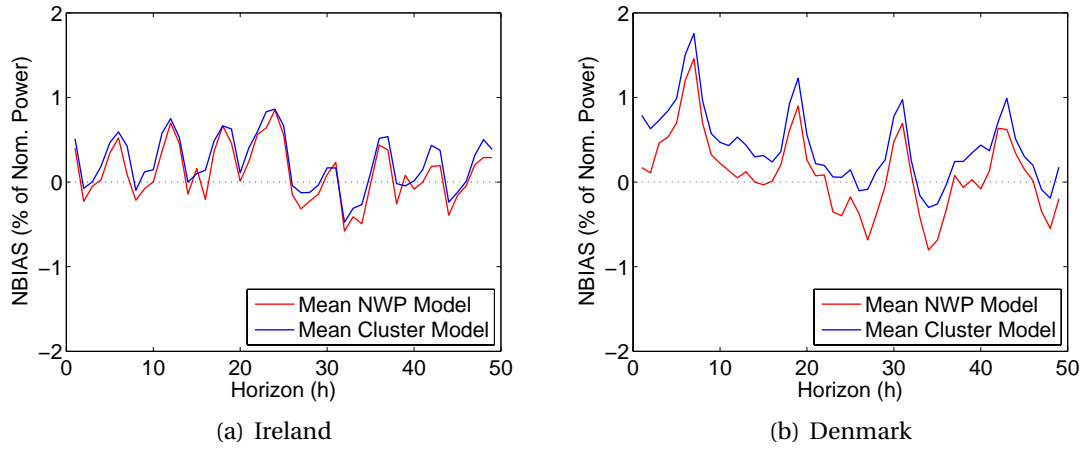 2
1
0
−1
−2
NBIAS (% of Nom. Power)
0 10 20 30 40 50
Horizon (h)
Mean NWP Model
Mean Cluster Model
(a) Ireland
2
1
0
−1
−2
NBIAS (% of Nom. Power)
0 10 20 30 40 50
Horizon (h)
Mean NWP Model
Mean Cluster Model
(b) Denmark